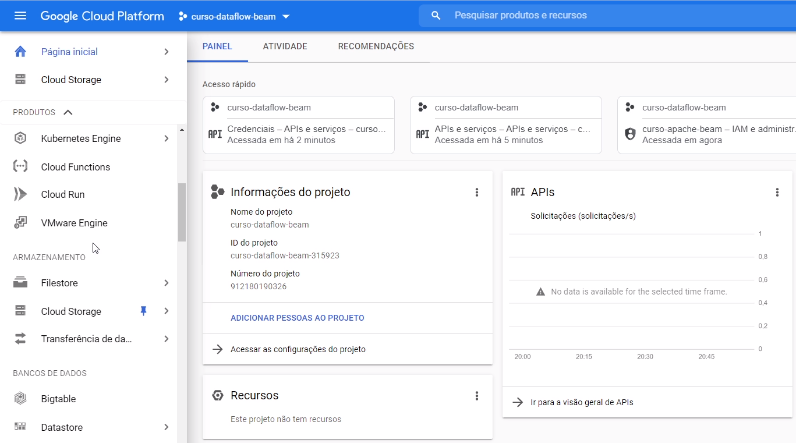 Google Cloud Platform
curso-dataflow-beam
Pesquisar produtos e recursos
Página inicial
Cloud Storage
PRODUTOS
Kubernetes Engine
Cloud Functions
Cloud Run
VMware Engine
ARMAZENAMENTO
Filestore
Cloud Storage
Transferência de da...
BANCOS DE DADOS
Bigtable
Datastore
PAINEL
ATIVIDADE
RECOMENDAÇÕES
Acesso rápido
curso-dataflow-beam
API
Credenciais – APIs e serviços – curso...
Acessada em há 2 minutos
curso-dataflow-beam
API
APIs e serviços – APIs e serviços – c...
Acessada em há 5 minutos
curso-dataflow-beam
curso-apache-beam – IAM e administr.
Acessada em agora
Informações do projeto
Nome do projeto
curso-dataflow-beam
ID do projeto
curso-dataflow-beam-315923
Número do projeto
912180190326
ADICIONAR PESSOAS AO PROJETO
Acessar as configurações do projeto
Recursos
Este projeto não tem recursos
API APIs
Solicitações (solicitações/s)
1
0,8
0,6
No data is available for the selected time frame.
0,4
0,2
0
20:00 20:15 20:30 20:45
Ir para a visão geral de APIs